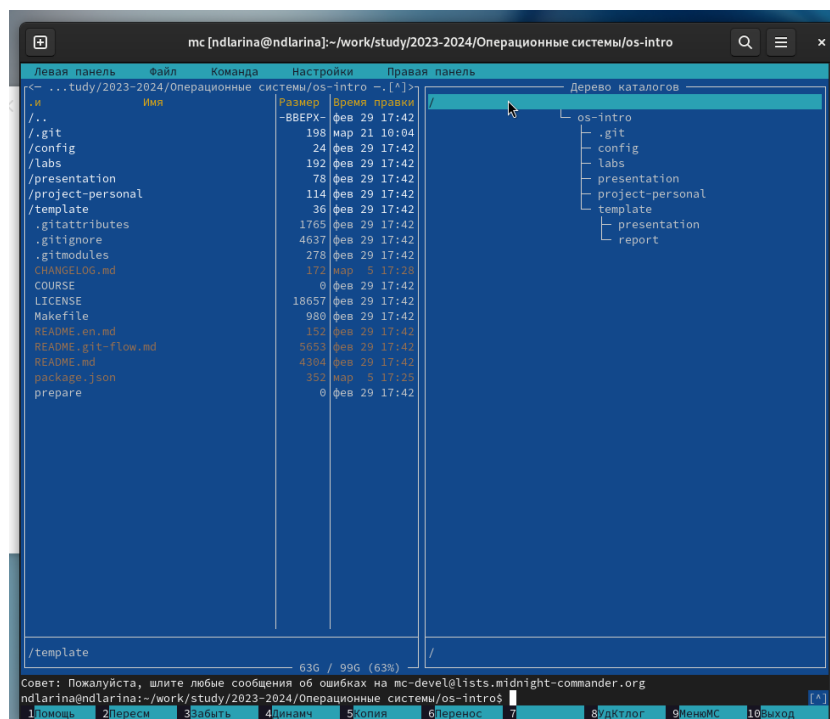 mc [ndlarina@ndlarina]:~/work/study/2023-2024/Операционные системы/os-intro
Левая панель Файл Команда Настройки Правая панель
<— ...tudy/2023-2024/Операционные системы/os-intro —.[^]>
.и Имя Размер Время правки
/.. -ВВЕРХ- фев 29 17:42
/.git 198 мар 21 10:04
/config 24 фев 29 17:42
/labs 192 фев 29 17:42
/presentation 78 фев 29 17:42
/project-personal 114 фев 29 17:42
/template 36 фев 29 17:42
.gitattributes 1765 фев 29 17:42
.gitignore 4637 фев 29 17:42
.gitmodules 278 фев 29 17:42
CHANGELOG.md 172 мар 5 17:28
COURSE 0 фев 29 17:42
LICENSE 18657 фев 29 17:42
Makefile 980 фев 29 17:42
README.en.md 152 фев 29 17:42
README.git-flow.md 5653 фев 29 17:42
README.md 4304 фев 29 17:42
package.json 352 мар 5 17:25
prepare 0 фев 29 17:42
/template
63G / 99G (63%)
Дерево каталогов
/
os-intro
.git
config
labs
presentation
project-personal
template
presentation
report
/
Совет: Пожалуйста, шлите любые сообщения об ошибках на mc-devel@lists.midnight-commander.org
ndlarina@ndlarina:~/work/study/2023-2024/Операционные системы/os-intro$ [^]
1Помощь 2Пересм 3Забыть 4Динамч 5Копия 6Перенос 7 8УдКтлог 9МенюМС 10Выход